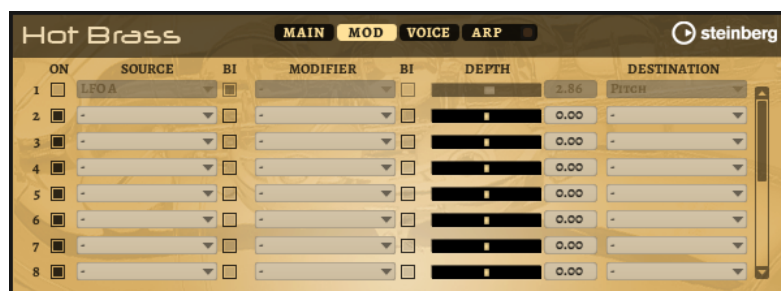 Hot Brass MAIN MOD VOICE ARP steinberg
ON SOURCE BI MODIFIER BI DEPTH DESTINATION
1 LFO A - 2.86 PITCH
2 - - 0.00 -
3 - - 0.00 -
4 - - 0.00 -
5 - - 0.00 -
6 - - 0.00 -
7 - - 0.00 -
8 - - 0.00 -